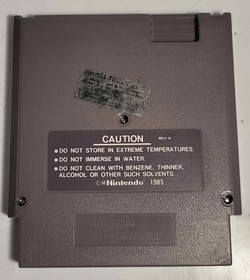 CAUTION REV-A
● DO NOT STORE IN EXTREME TEMPERATURES.
● DO NOT IMMERSE IN WATER.
● DO NOT CLEAN WITH BENZENE, THINNER,
ALCOHOL OR OTHER SUCH SOLVENTS.
©Ⓜ Nintendo 1985